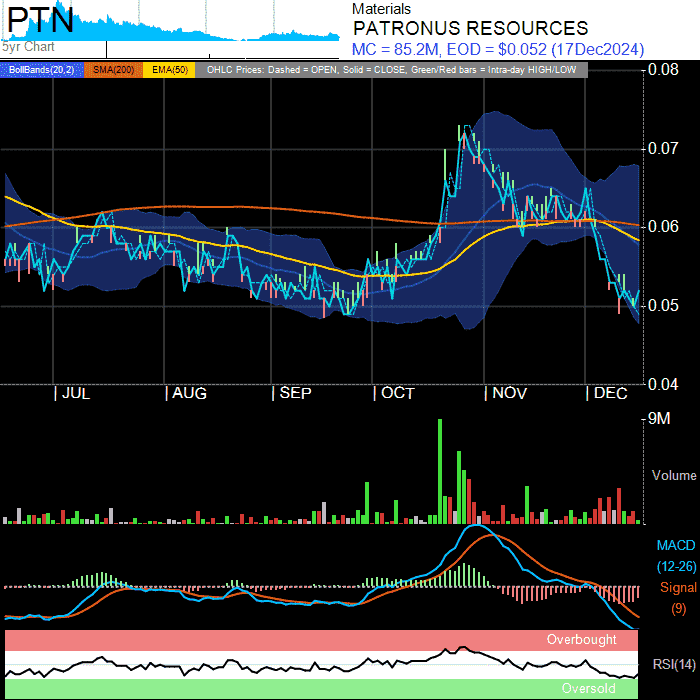 PTN
5yr Chart
Materials
PATRONUS RESOURCES
MC = 85.2M, EOD = $0.052 (17Dec2024)
BollBands(20,2) SMA(200) EMA(50) OHLC Prices: Dashed = OPEN, Solid = CLOSE, Green/Red bars = Intra-day HIGH/LOW
0.08
0.07
0.06
0.05
0.04
| JUL | AUG | SEP | OCT | NOV | DEC
9M
Volume
MACD
(12-26)
Signal
(9)
Overbought
RSI(14)
Oversold